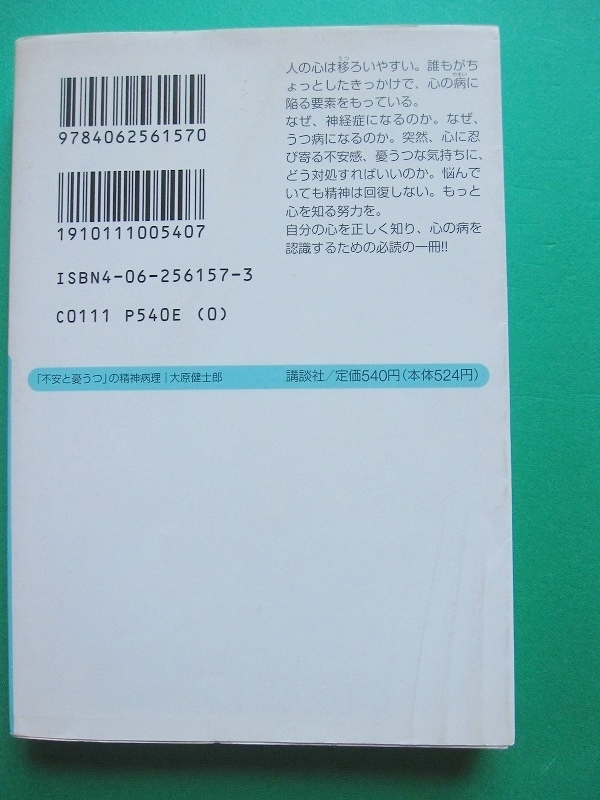 9784062561570
1910111005407
ISBN4-06-256157-3
C0111 P540E (0)
人の心は移ろいやすい。誰もがち
ょっとしたきっかけで、心の病に
陥る要素をもっている。
なぜ、神経症になるのか。なぜ、
うつ病になるのか。突然、心に忍
び寄る不安感、憂うつな気持ちに、
どう対処すればいいのか。悩んで
いても精神は回復しない。もっと
心を知る努力を。
自分の心を正しく知り、心の病を
認識するための必読の一冊!!
「不安と憂うつ」の精神病理|大原健士郎
講談社/定価540円(本体524円)